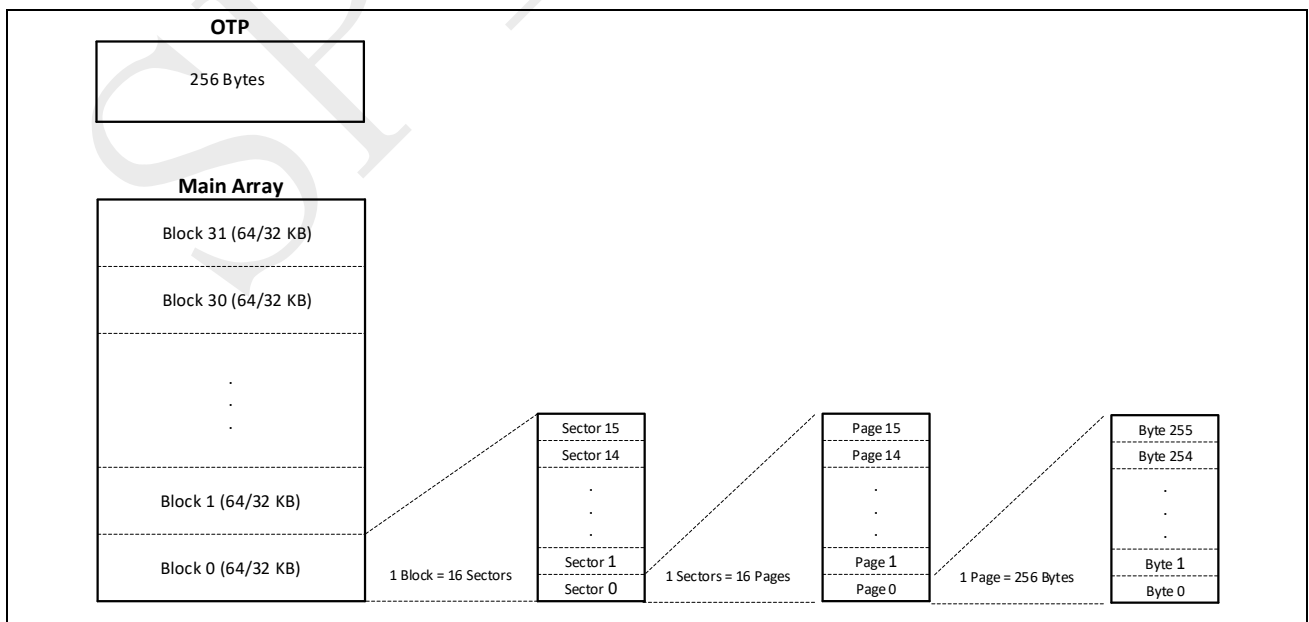 OTP
256 Bytes
Main Array
Block 31 (64/32 KB)
Block 30 (64/32 KB)
.
.
.
Block 1 (64/32 KB)
Block 0 (64/32 KB)
1 Block = 16 Sectors
Sector 15
Sector 14
.
.
.
Sector 1
Sector 0
1 Sectors = 16 Pages
Page 15
Page 14
.
.
.
Page 1
Page 0
1 Page = 256 Bytes
Byte 255
Byte 254
.
.
.
Byte 1
Byte 0